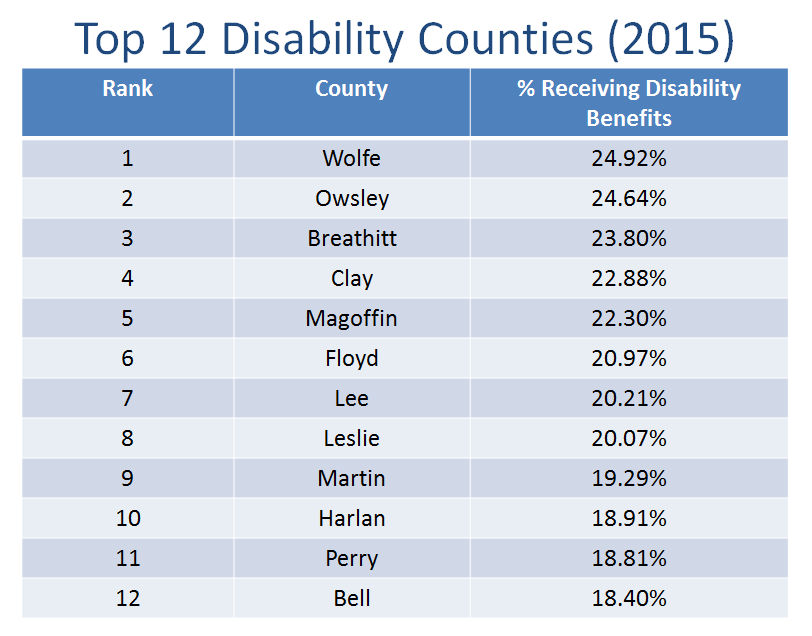 Top 12 Disability Counties (2015)
Rank County % Receiving Disability
Benefits
1 Wolfe 24.92%
2 Owsley 24.64%
3 Breathitt 23.80%
4 Clay 22.88%
5 Magoffin 22.30%
6 Floyd 20.97%
7 Lee 20.21%
8 Leslie 20.07%
9 Martin 19.29%
10 Harlan 18.91%
11 Perry 18.81%
12 Bell 18.40%